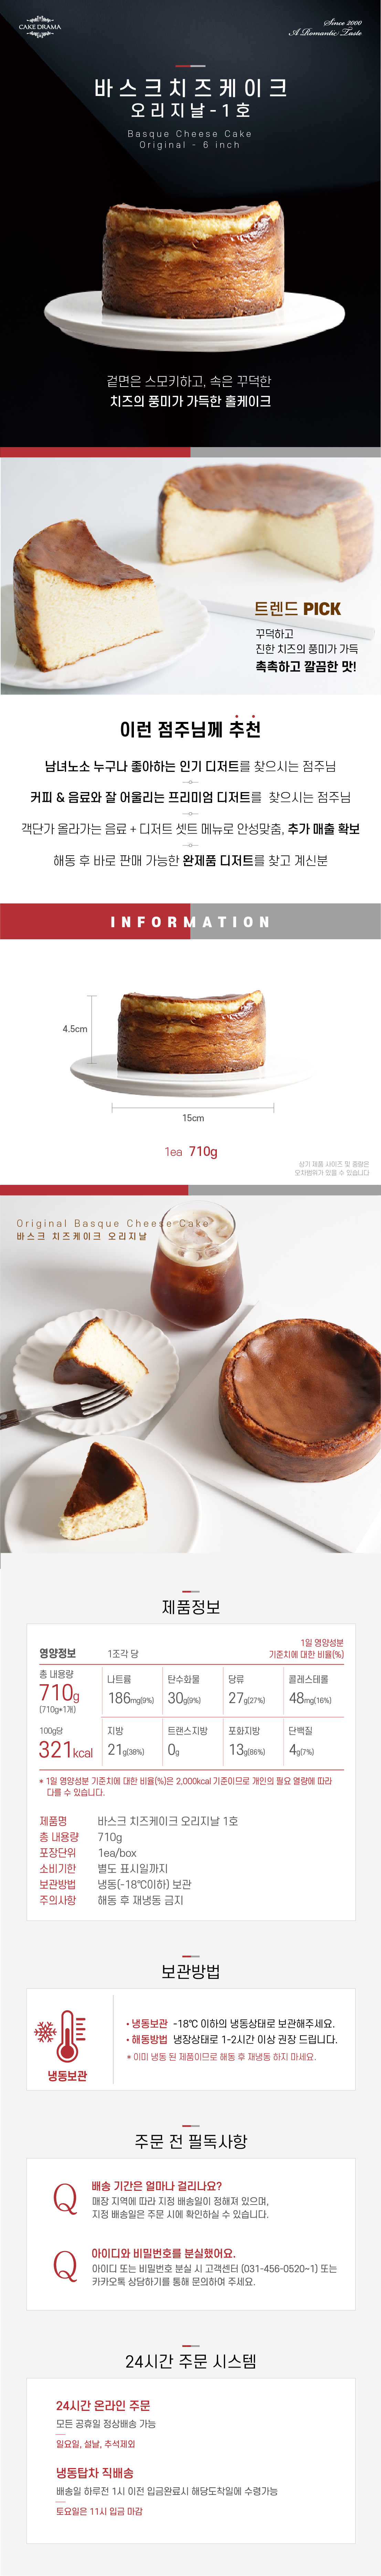 CAKE DRAMA
Since 2000
A Romantic Taste
바스크치즈케이크
오리지날-1호
Basque Cheese Cake
Original - 6 inch
겉면은 스모키하고, 속은 꾸덕한
치즈의 풍미가 가득한 홀케이크
트렌드 PICK
꾸덕하고
진한 치즈의 풍미가 가득
촉촉하고 깔끔한 맛!
이런 점주님께 추천
남녀노소 누구나 좋아하는 인기 디저트를 찾으시는 점주님
커피 & 음료와 잘 어울리는 프리미엄 디저트를 찾으시는 점주님
객단가 올라가는 음료 + 디저트 셋트 메뉴로 안성맞춤, 추가 매출 확보
해동 후 바로 판매 가능한 완제품 디저트를 찾고 계신분
INFORMATION
4.5cm
15cm
1ea 710g
상기 제품 사이즈 및 중량은
오차범위가 있을 수 있습니다
Original Basque Cheese Cake
바스크 치즈케이크 오리지날
제품정보
영양정보 1조각 당
1일 영양성분
기준치에 대한 비율(%)
총 내용량
710g
(710g*1개)
나트륨 탄수화물 당류 콜레스테롤
186mg(9%) 30g(9%) 27g(27%) 48mg(16%)
100g당
321kcal
지방 트랜스지방 포화지방 단백질
21g(38%) 0g 13g(86%) 4g(7%)
* 1일 영양성분 기준치에 대한 비율(%)은 2,000kcal 기준이므로 개인의 필요 열량에 따라
다를 수 있습니다.
제품명 바스크 치즈케이크 오리지날 1호
총 내용량 710g
포장단위 1ea/box
소비기한 별도 표시일까지
보관방법 냉동(-18℃이하) 보관
주의사항 해동 후 재냉동 금지
보관방법
냉동보관
• 냉동보관 -18℃ 이하의 냉동상태로 보관해주세요.
• 해동방법 냉장상태로 1-2시간 이상 권장 드립니다.
* 이미 냉동 된 제품이므로 해동 후 재냉동 하지 마세요.
주문 전 필독사항
Q
배송 기간은 얼마나 걸리나요?
매장 지역에 따라 지정 배송일이 정해져 있으며,
지정 배송일은 주문 시에 확인하실 수 있습니다.
Q
아이디와 비밀번호를 분실했어요.
아이디 또는 비밀번호 분실 시 고객센터 (031-456-0520~1) 또는
카카오톡 상담하기를 통해 문의하여 주세요.
24시간 주문 시스템
24시간 온라인 주문
모든 공휴일 정상배송 가능
일요일, 설날, 추석제외
냉동탑차 직배송
배송일 하루전 1시 이전 입금완료시 해당도착일에 수령가능
토요일은 11시 입금 마감